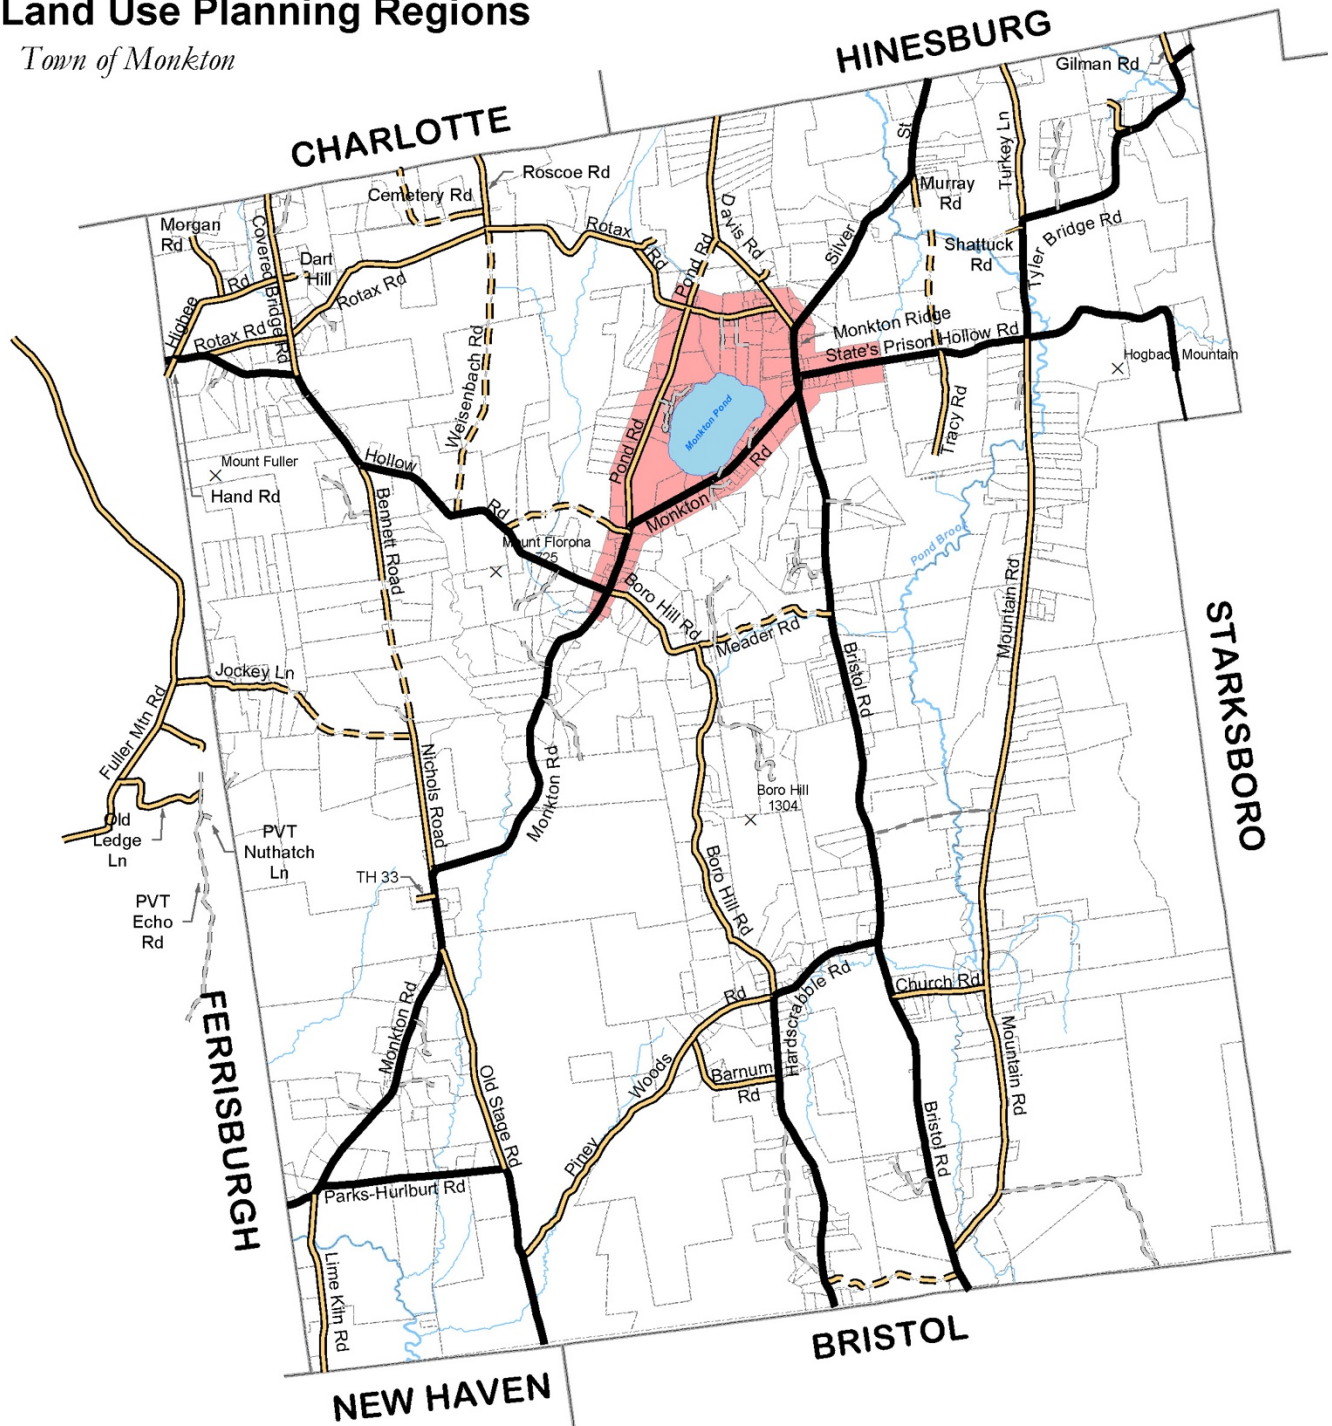 Land Use Planning Regions
Town of Monkton
HINESBURG
Gilman Rd
CHARLOTTE
St
Turkey Ln
Roscoe Rd
Cemetery Rd
Murray
Rd
Morgan
Rd
Covered Bridge Rd
Davis Rd
Rotax
Rd
Pond Rd
Silver
Shattuck
Rd
Tyler Bridge Rd
Dart
Hill
Rd
Rotax Rd
Higbee
Rotax Rd
Monkton Ridge
State's Prison Hollow Rd
Hogback Mountain
Weisenbach Rd
Monkton Pond
Tracy Rd
Pond Rd
Rd
Mount Fuller
Hollow
Hand Rd
Rd
Monkton
Bennett Road
Mount Florona
725
Pond Brook
Boro Hill Rd
Meader Rd
Mountain Rd
STARKSBORO
Bristol Rd
Jockey Ln
Fuller Mtn Rd
Nichols Road
Monkton Rd
Boro Hill
1304
Old
Ledge
Ln
PVT
Nuthatch
Ln
TH 33
Boro Hill Rd
PVT
Echo
Rd
Hardscrabble Rd
Church Rd
Rd
Monkton Rd
FERRISBURGH
Mountain Rd
Old Stage Rd
Woods
Barnum
Rd
Piney
Bristol Rd
Parks-Hurlburt Rd
Lime Kiln Rd
BRISTOL
NEW HAVEN